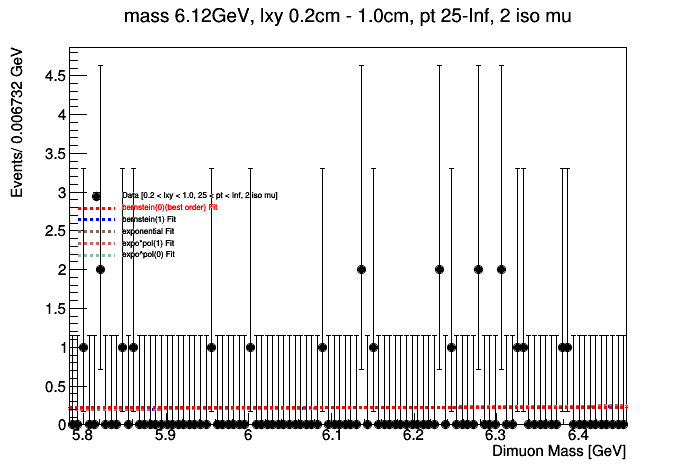 mass 6.12GeV, lxy 0.2cm - 1.0cm, pt 25-Inf, 2 iso mu
Events/ 0.006732 GeV
4.5
4
3.5
3
2.5
2
1.5
1
0.5
0
Data [0.2 < lxy < 1.0, 25 < pt < Inf, 2 iso mu]
bernstein(0)(best order) Fit
bernstein(1) Fit
exponential Fit
expo*pol(1) Fit
expo*pol(0) Fit
5.8 5.9 6 6.1 6.2 6.3 6.4
Dimuon Mass [GeV]